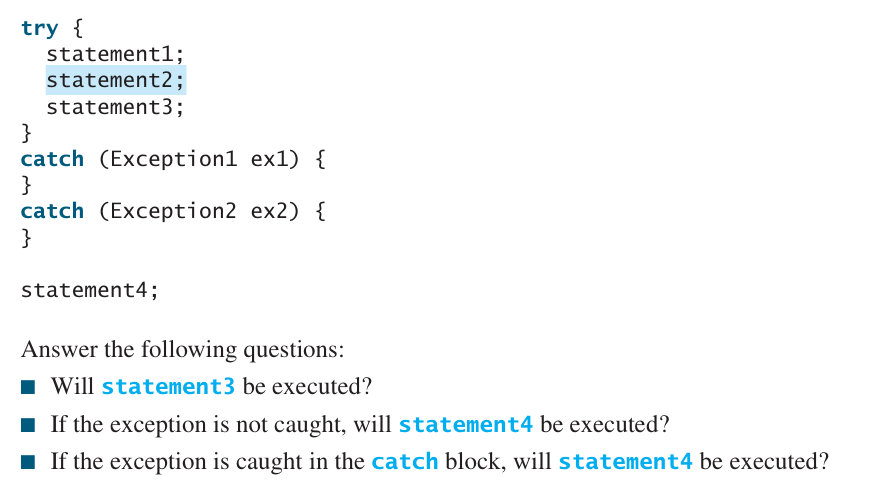 try {
  statement1;
  statement2;
  statement3;
}
catch (Exception1 ex1) {
}
catch (Exception2 ex2) {
}
statement4;
Answer the following questions:
■ Will statement3 be executed?
■ If the exception is not caught, will statement4 be executed?
■ If the exception is caught in the catch block, will statement4 be executed?